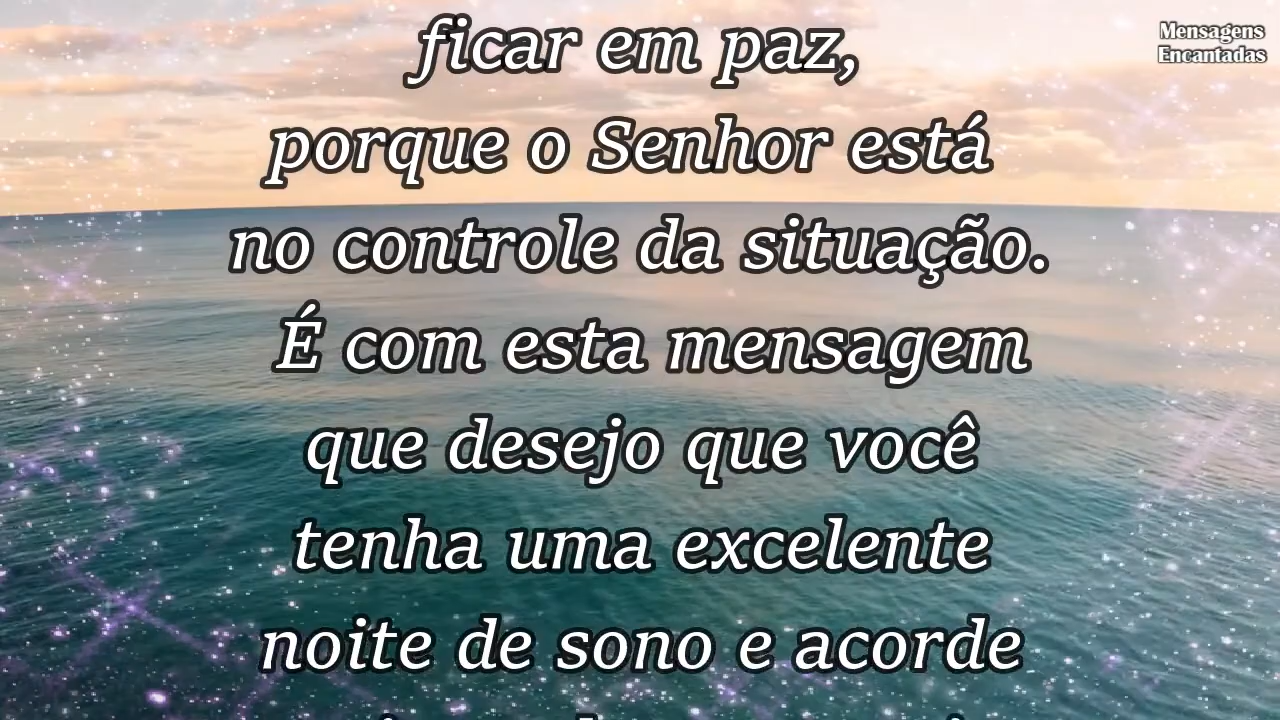 Mensagens
Encantadas
ficar em paz,
porque o Senhor está
no controle da situação.
É com esta mensagem
que desejo que você
tenha uma excelente
noite de sono e acorde